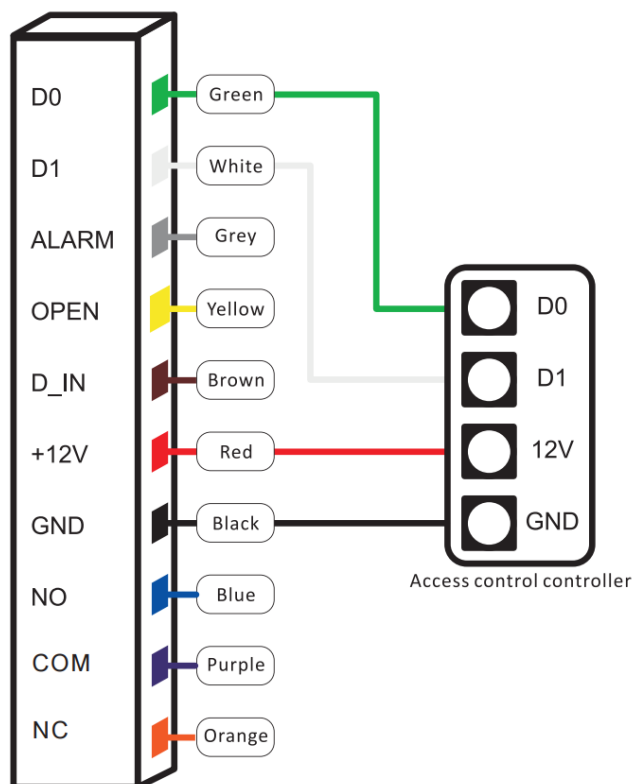 D0 Green
D1 White
ALARM Grey
OPEN Yellow
D_IN Brown
+12V Red
GND Black
NO Blue
COM Purple
NC Orange
D0
D1
12V
GND
Access control controller